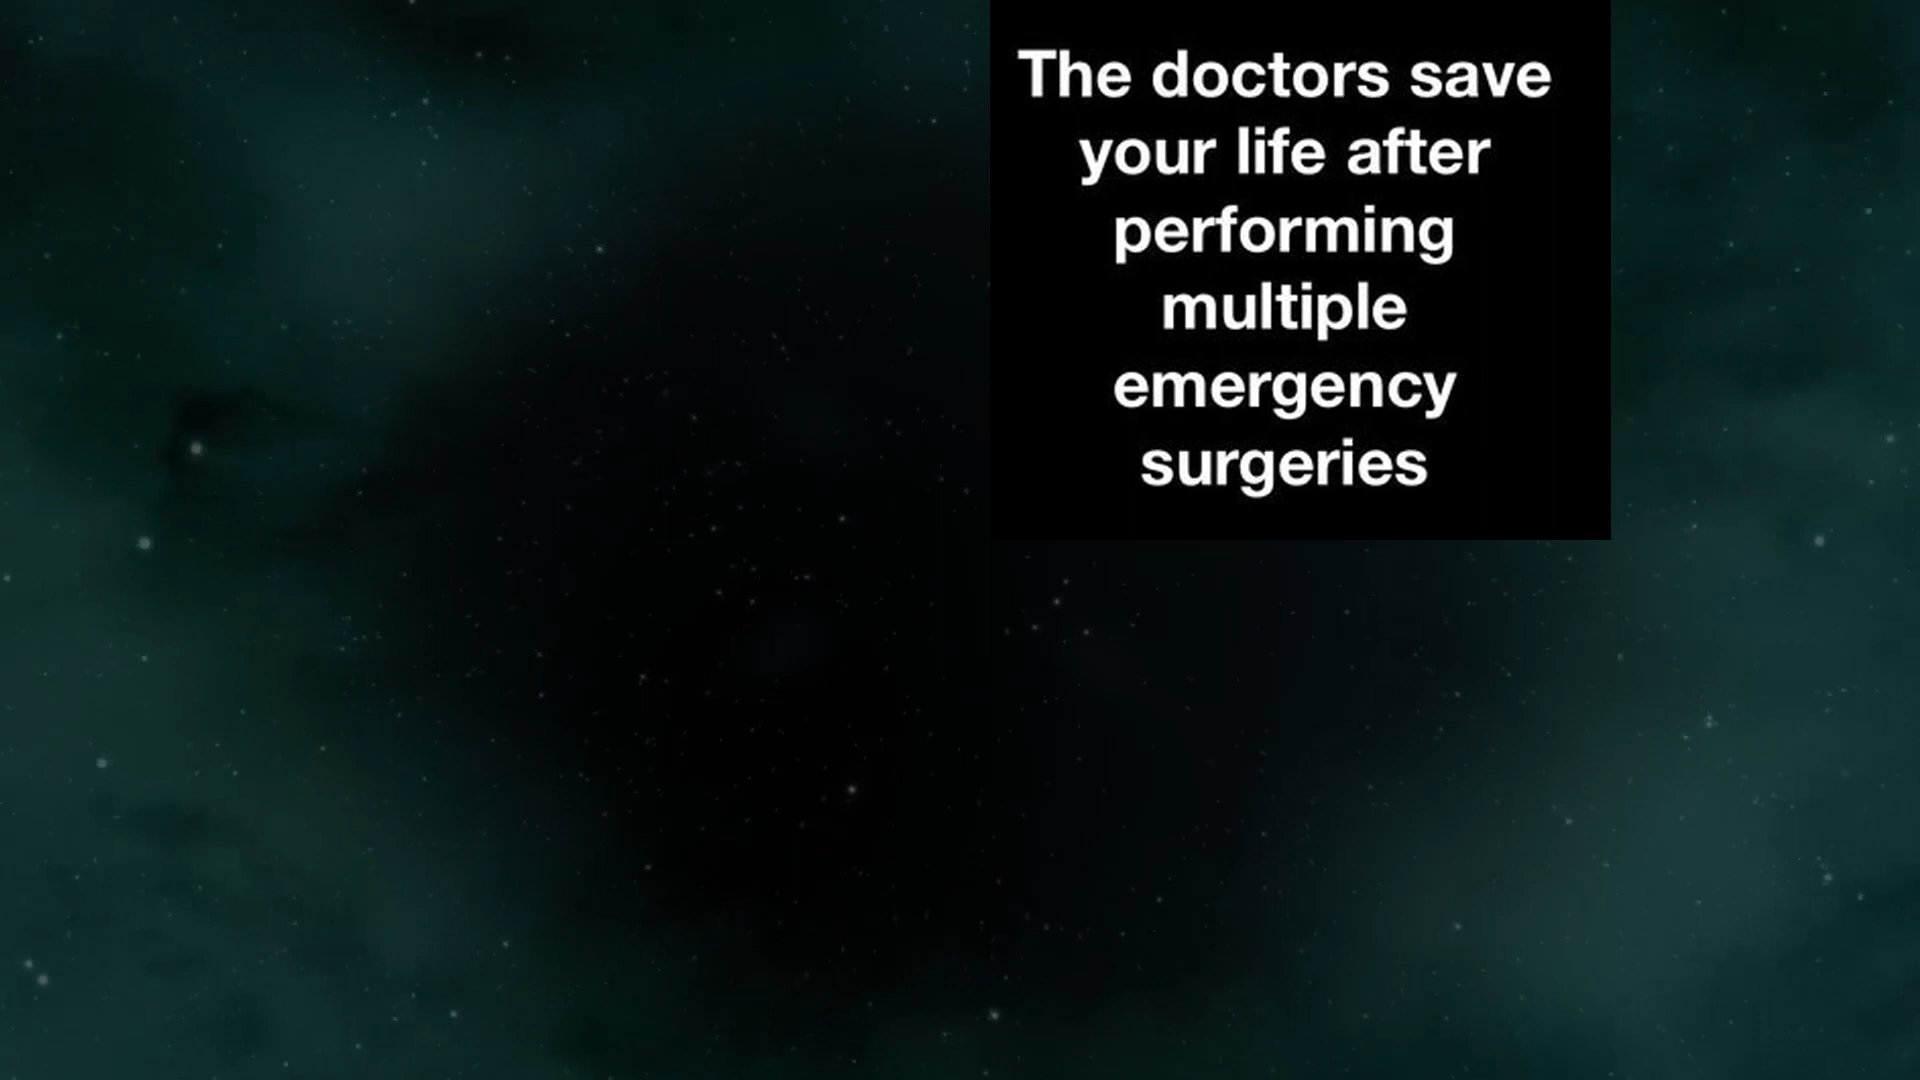 The doctors save
your life after
performing
multiple
emergency
surgeries